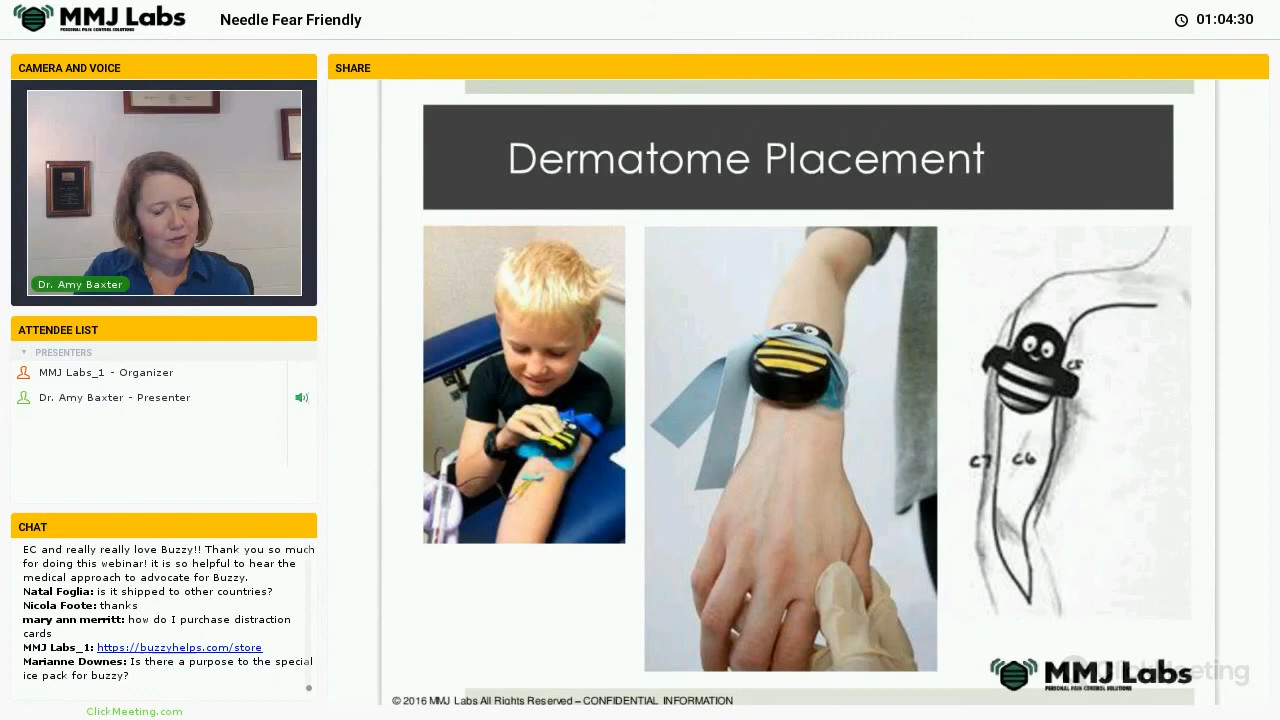 MMJ Labs
PERSONAL PAIN CONTROL SOLUTIONS
Needle Fear Friendly
01:04:30
CAMERA AND VOICE
Dr. Amy Baxter
ATTENDEE LIST
PRESENTERS
MMJ Labs_1 - Organizer
Dr. Amy Baxter - Presenter
CHAT
EC and really really love Buzzy!! Thank you so much
for doing this webinar! it is so helpful to hear the
medical approach to advocate for Buzzy.
Natal Foglia: is it shipped to other countries?
Nicola Foote: thanks
mary ann merritt: how do I purchase distraction
cards
MMJ Labs_1: https://buzzyhelps.com/store
Marianne Downes: Is there a purpose to the special
ice pack for buzzy?
ClickMeeting.com
SHARE
Dermatome Placement
C5
C7
C6
MMJ Labs
PERSONAL PAIN CONTROL SOLUTIONS
ClickMeeting
© 2016 MMJ Labs All Rights Reserved – CONFIDENTIAL INFORMATION